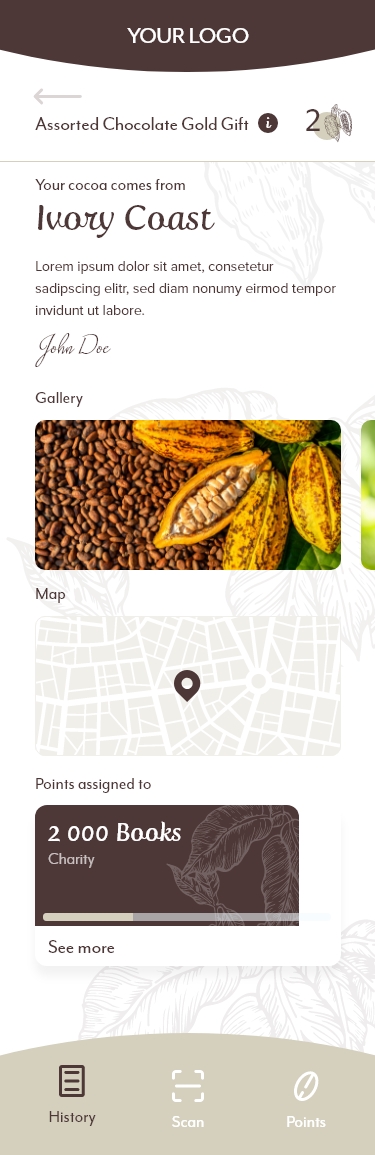 YOUR LOGO
Assorted Chocolate Gold Gift i 2
Your cocoa comes from
Ivory Coast
Lorem ipsum dolor sit amet, consetetur
sadipscing elitr, sed diam nonumy eirmod tempor
invidunt ut labore.
John Doe
Gallery
Map
Points assigned to
2 000 Books
Charity
See more
History Scan Points